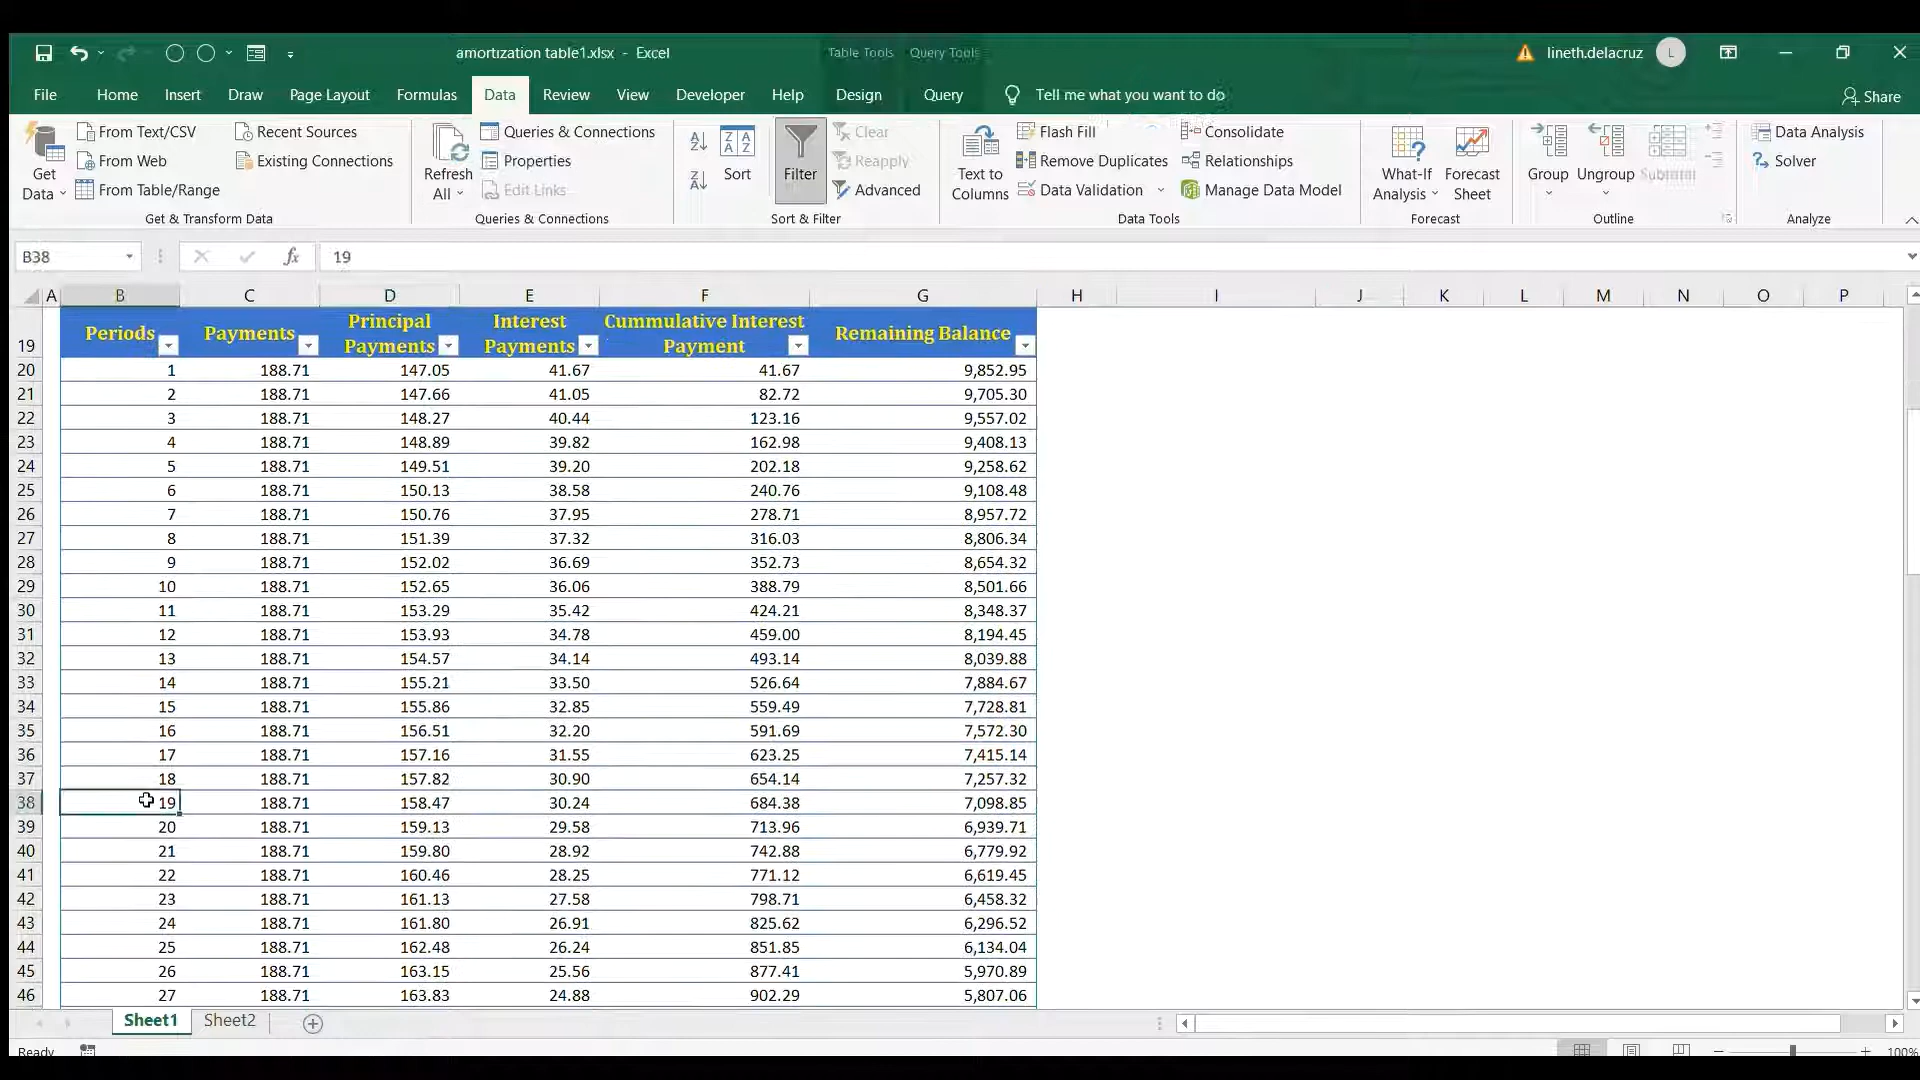 amortization table1.xlsx - Excel
Table Tools Query Tools
lineth.delacruz L
File Home Insert Draw Page Layout Formulas Data Review View Developer Help Design Query Tell me what you want to do Share
Get Data
From Text/CSV
From Web
From Table/Range
Recent Sources
Existing Connections
Get & Transform Data
Refresh All
Queries & Connections
Properties
Edit Links
Queries & Connections
Sort
Filter
Clear
Reapply
Advanced
Sort & Filter
Text to Columns
Flash Fill
Remove Duplicates
Data Validation
Consolidate
Relationships
Manage Data Model
Data Tools
What-If Analysis
Forecast Sheet
Forecast
Group
Ungroup
Subtotal
Outline
Data Analysis
Solver
Analyze
B38 fx 19
A B C D E F G H I J K L M N O P
19 Periods Payments Principal Payments Interest Payments Cummulative Interest Payment Remaining Balance
20 1 188.71 147.05 41.67 41.67 9,852.95
21 2 188.71 147.66 41.05 82.72 9,705.30
22 3 188.71 148.27 40.44 123.16 9,557.02
23 4 188.71 148.89 39.82 162.98 9,408.13
24 5 188.71 149.51 39.20 202.18 9,258.62
25 6 188.71 150.13 38.58 240.76 9,108.48
26 7 188.71 150.76 37.95 278.71 8,957.72
27 8 188.71 151.39 37.32 316.03 8,806.34
28 9 188.71 152.02 36.69 352.73 8,654.32
29 10 188.71 152.65 36.06 388.79 8,501.66
30 11 188.71 153.29 35.42 424.21 8,348.37
31 12 188.71 153.93 34.78 459.00 8,194.45
32 13 188.71 154.57 34.14 493.14 8,039.88
33 14 188.71 155.21 33.50 526.64 7,884.67
34 15 188.71 155.86 32.85 559.49 7,728.81
35 16 188.71 156.51 32.20 591.69 7,572.30
36 17 188.71 157.16 31.55 623.25 7,415.14
37 18 188.71 157.82 30.90 654.14 7,257.32
38 19 188.71 158.47 30.24 684.38 7,098.85
39 20 188.71 159.13 29.58 713.96 6,939.71
40 21 188.71 159.80 28.92 742.88 6,779.92
41 22 188.71 160.46 28.25 771.12 6,619.45
42 23 188.71 161.13 27.58 798.71 6,458.32
43 24 188.71 161.80 26.91 825.62 6,296.52
44 25 188.71 162.48 26.24 851.85 6,134.04
45 26 188.71 163.15 25.56 877.41 5,970.89
46 27 188.71 163.83 24.88 902.29 5,807.06
Sheet1 Sheet2
Ready 100%